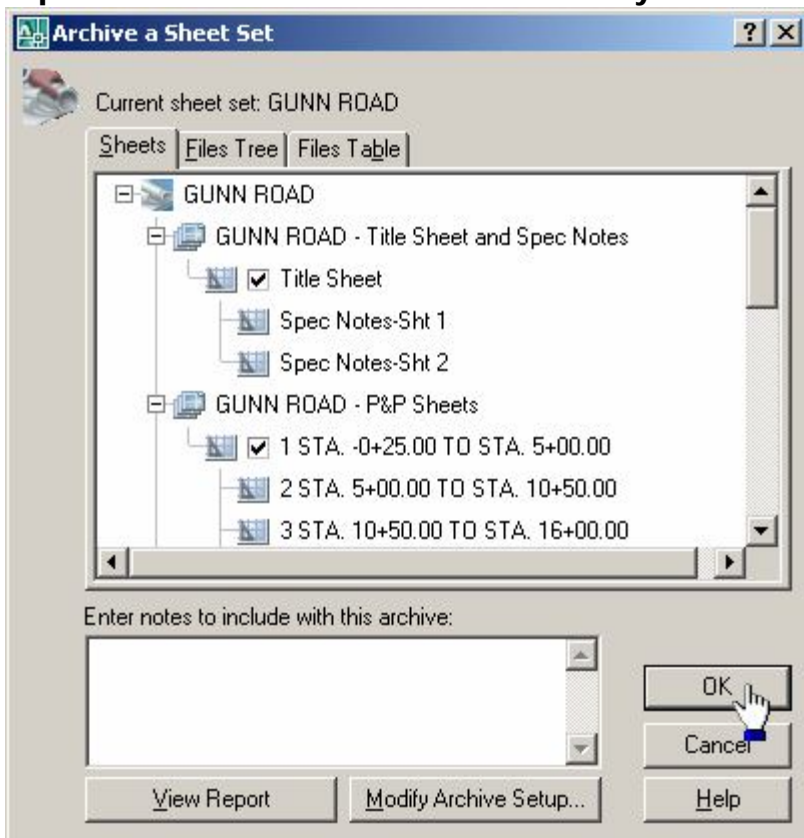 Archive a Sheet Set
Current sheet set: GUNN ROAD
Sheets Files Tree Files Table
GUNN ROAD
GUNN ROAD - Title Sheet and Spec Notes
Title Sheet
Spec Notes-Sht 1
Spec Notes-Sht 2
GUNN ROAD - P&P Sheets
1 STA. -0+25.00 TO STA. 5+00.00
2 STA. 5+00.00 TO STA. 10+50.00
3 STA. 10+50.00 TO STA. 16+00.00
Enter notes to include with this archive:
OK
Cancel
View Report Modify Archive Setup... Help